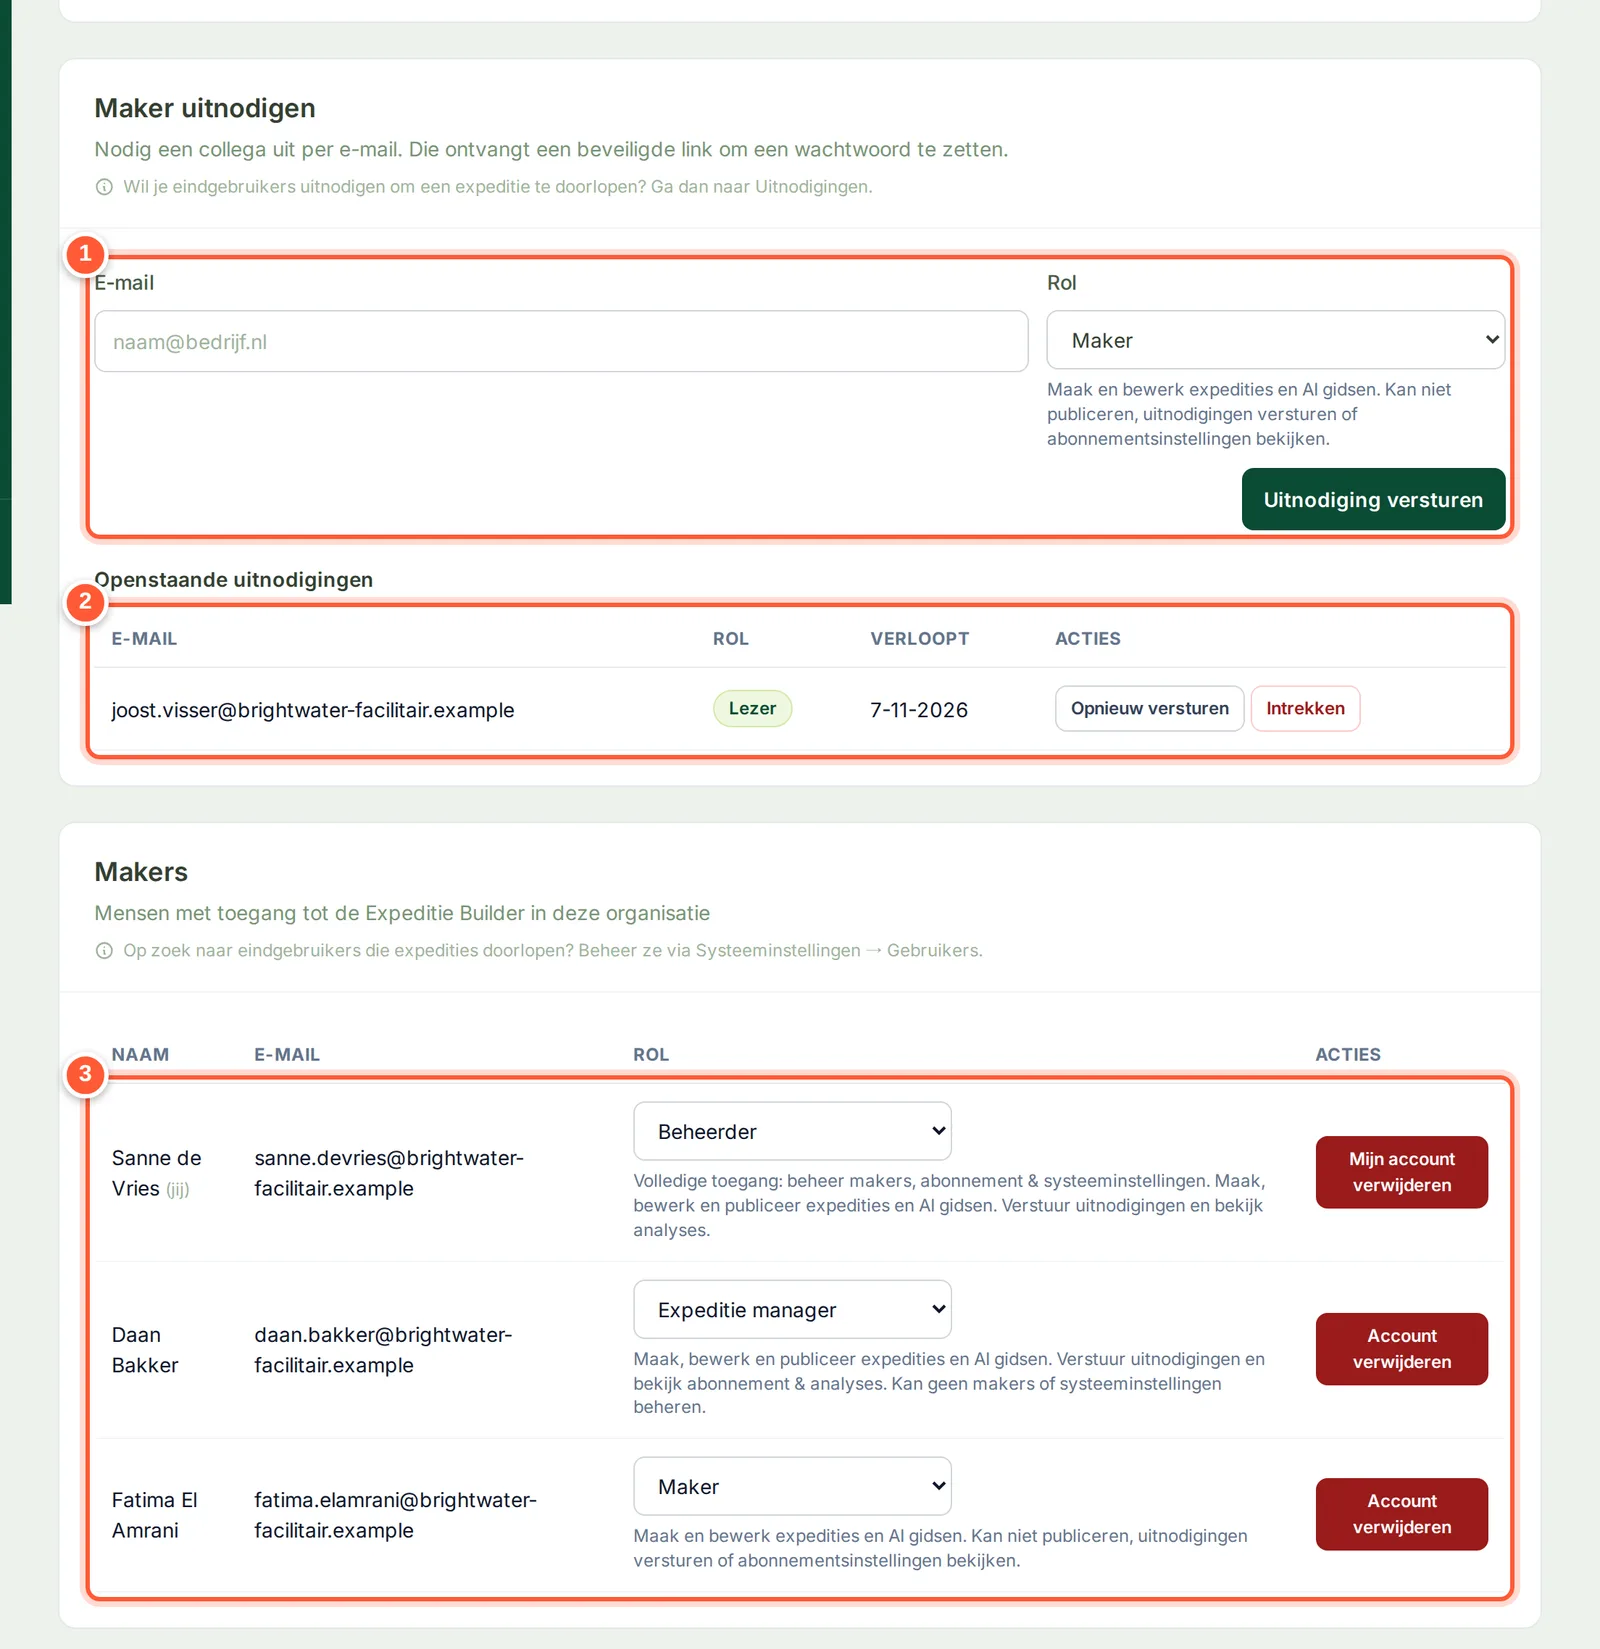 Maker uitnodigen
Nodig een collega uit per e-mail. Die ontvangt een beveiligde link om een wachtwoord te zetten.
Wil je eindgebruikers uitnodigen om een expeditie te doorlopen? Ga dan naar Uitnodigingen.
1
E-mail
naam@bedrijf.nl
Rol
Maker
Maak en bewerk expedities en AI gidsen. Kan niet
publiceren, uitnodigingen versturen of
abonnementsinstellingen bekijken.
Uitnodiging versturen
Openstaande uitnodigingen
2
E-MAIL ROL VERLOOPT ACTIES
joost.visser@brightwater-facilitair.example Lezer 7-11-2026 Opnieuw versturen Intrekken
Makers
Mensen met toegang tot de Expeditie Builder in deze organisatie
Op zoek naar eindgebruikers die expedities doorlopen? Beheer ze via Systeeminstellingen → Gebruikers.
NAAM E-MAIL ROL ACTIES
3
Sanne de
Vries (jij)
sanne.devries@brightwater-
facilitair.example
Beheerder
Volledige toegang: beheer makers, abonnement & systeeminstellingen. Maak,
bewerk en publiceer expedities en AI gidsen. Verstuur uitnodigingen en bekijk
analyses.
Mijn account
verwijderen
Daan
Bakker
daan.bakker@brightwater-
facilitair.example
Expeditie manager
Maak, bewerk en publiceer expedities en AI gidsen. Verstuur uitnodigingen en
bekijk abonnement & analyses. Kan geen makers of systeeminstellingen
beheren.
Account
verwijderen
Fatima El
Amrani
fatima.elamrani@brightwater-
facilitair.example
Maker
Maak en bewerk expedities en AI gidsen. Kan niet publiceren, uitnodigingen
versturen of abonnementsinstellingen bekijken.
Account
verwijderen